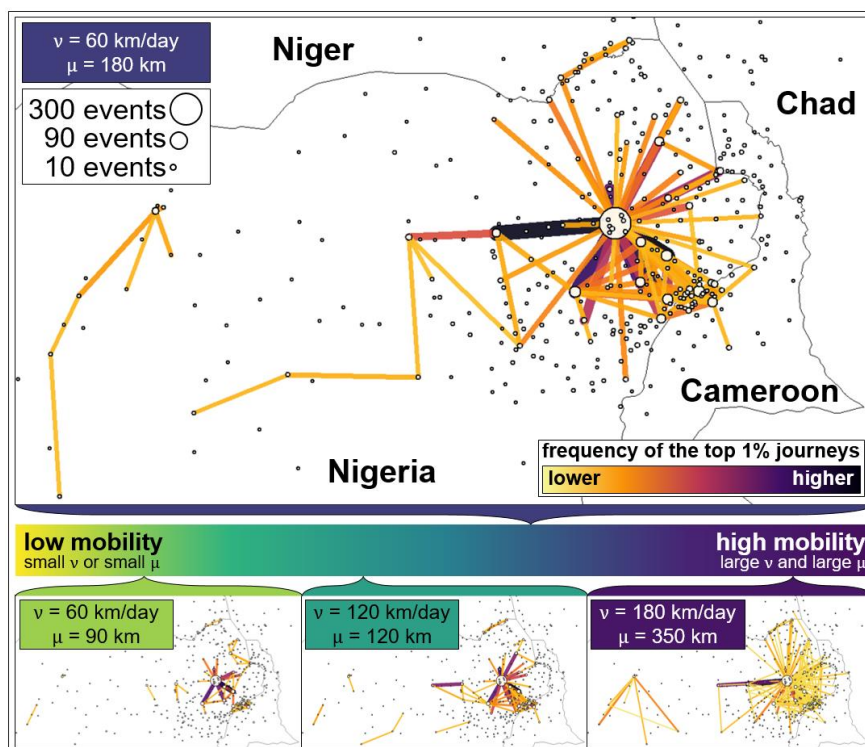 ν = 60 km/day
μ = 180 km
Niger
Chad
300 events
90 events
10 events
Cameroon
Nigeria
frequency of the top 1% journeys
lower higher
low mobility high mobility
small ν or small μ large ν and large μ
ν = 60 km/day
μ = 90 km
ν = 120 km/day
μ = 120 km
ν = 180 km/day
μ = 350 km